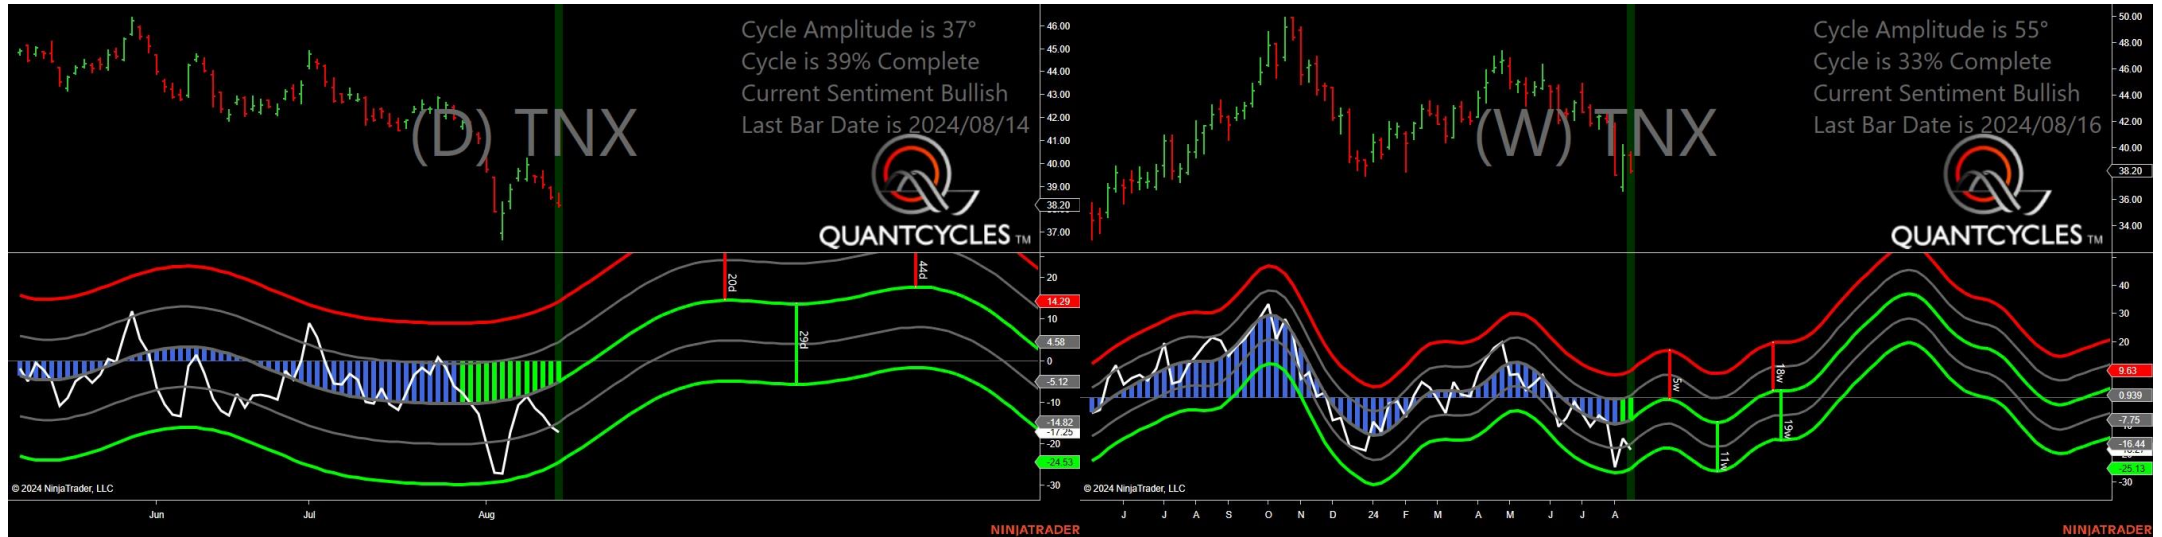 Cycle Amplitude is 37°
Cycle is 39% Complete
Current Sentiment Bullish
Last Bar Date is 2024/08/14
(D) TNX
QUANTCYCLES TM
46.00
45.00
44.00
43.00
42.00
41.00
40.00
39.00
38.20
37.00
20d
44d
29d
20
14.29
10
4.58
0
-5.12
-10
-14.82
-17.25
-20
-24.53
-30
© 2024 NinjaTrader, LLC
Jun
Jul
Aug
NINJATRADER
Cycle Amplitude is 55°
Cycle is 33% Complete
Current Sentiment Bullish
Last Bar Date is 2024/08/16
(W) TNX
QUANTCYCLES TM
50.00
48.00
46.00
44.00
42.00
40.00
38.20
36.00
34.00
5w
18w
11w
19w
40
30
20
9.63
0.939
-7.75
-16.44
-25.13
-30
© 2024 NinjaTrader, LLC
J
J
A
S
O
N
D
24
F
M
A
M
J
J
A
NINJATRADER